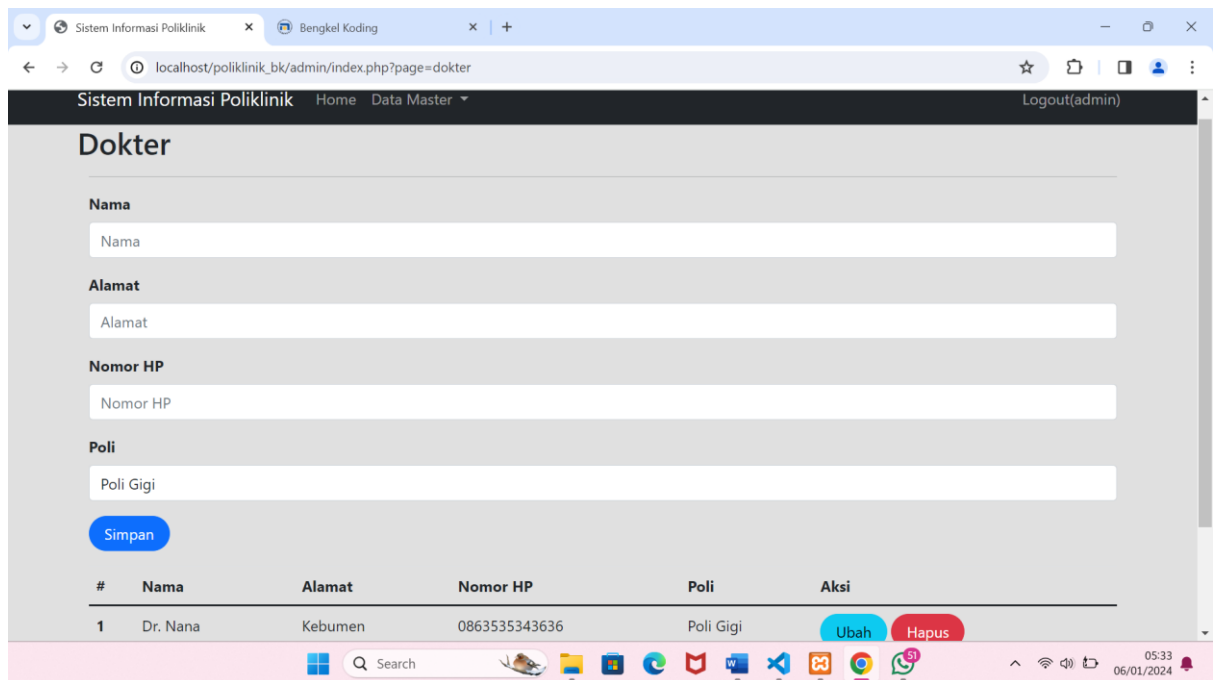 Sistem Informasi Poliklinik Bengkel Koding
localhost/poliklinik_bk/admin/index.php?page=dokter
Sistem Informasi Poliklinik Home Data Master Logout(admin)
Dokter
Nama
Nama
Alamat
Alamat
Nomor HP
Nomor HP
Poli
Poli Gigi
Simpan
# Nama Alamat Nomor HP Poli Aksi
1 Dr. Nana Kebumen 0863535343636 Poli Gigi Ubah Hapus
Search 51 05:33
06/01/2024